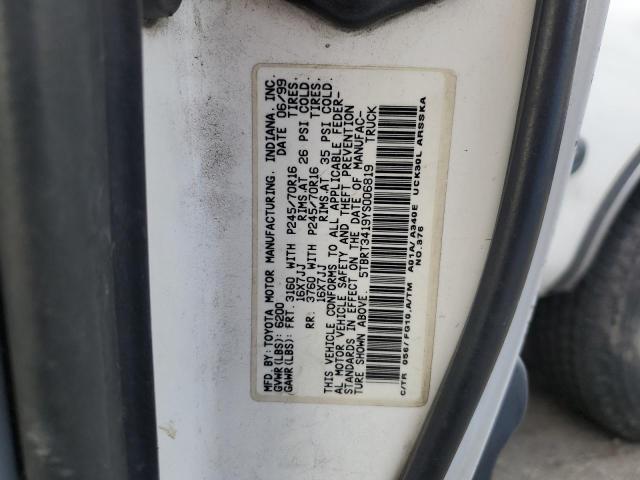 MFD.BY: TOYOTA MOTOR MANUFACTURING, INDIANA, INC.
GVWR(LBS): 6200 DATE 06/99
GAWR(LBS): FRT. 3160 WITH P245/70R16 TIRES.
16X7JJ RIMS.AT 26 PSI COLD.
RR. 3760 WITH P245/70R16 TIRES.
16X7JJ RIMS.AT 35 PSI COLD.
THIS VEHICLE CONFORMS TO ALL APPLICABLE FEDER-
AL MOTOR VEHICLE SAFETY AND THEFT PREVENTION
STANDARDS IN EFFECT ON THE DATE OF MANUFAC-
TURE SHOWN ABOVE. 5TBRT3419YS006819 TRUCK
C/TR 056/FG10,A/TM A01A/A340E UCK30L ARSSKA
NO.376